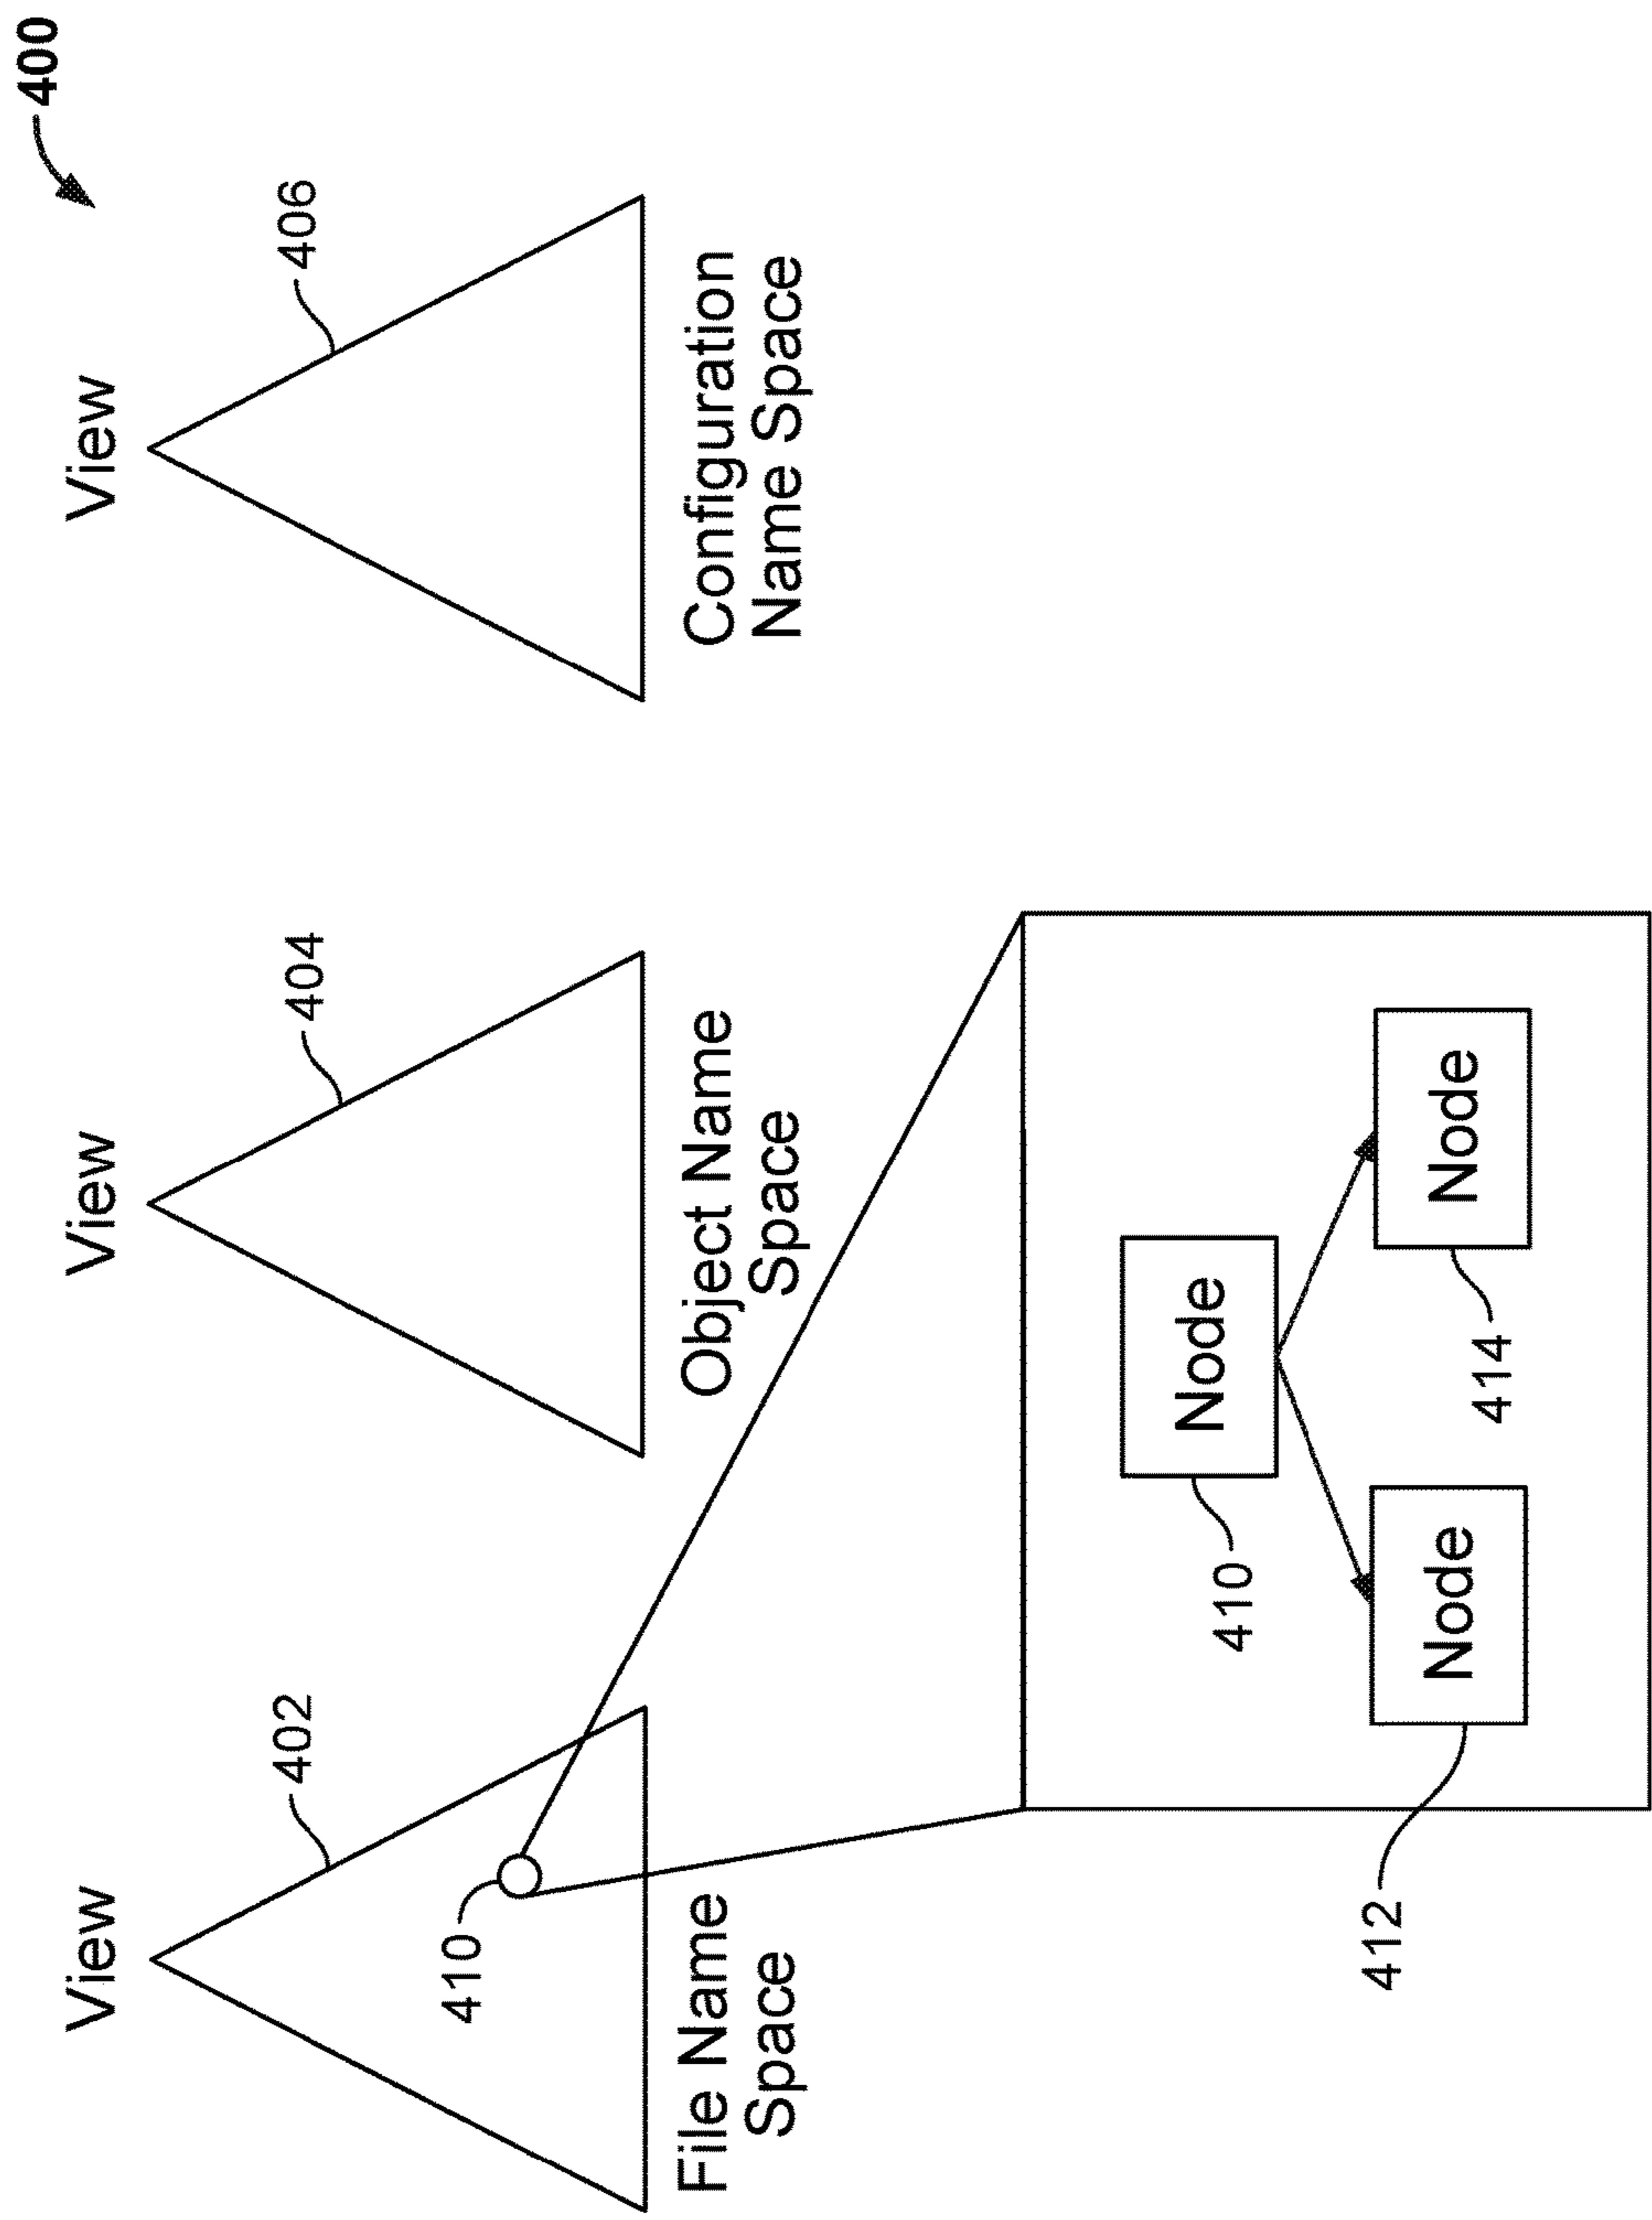 400
View
View
View
402
404
406
410
File Name
Space
Object Name
Space
Configuration
Name Space
Node
410
Node
412
Node
414